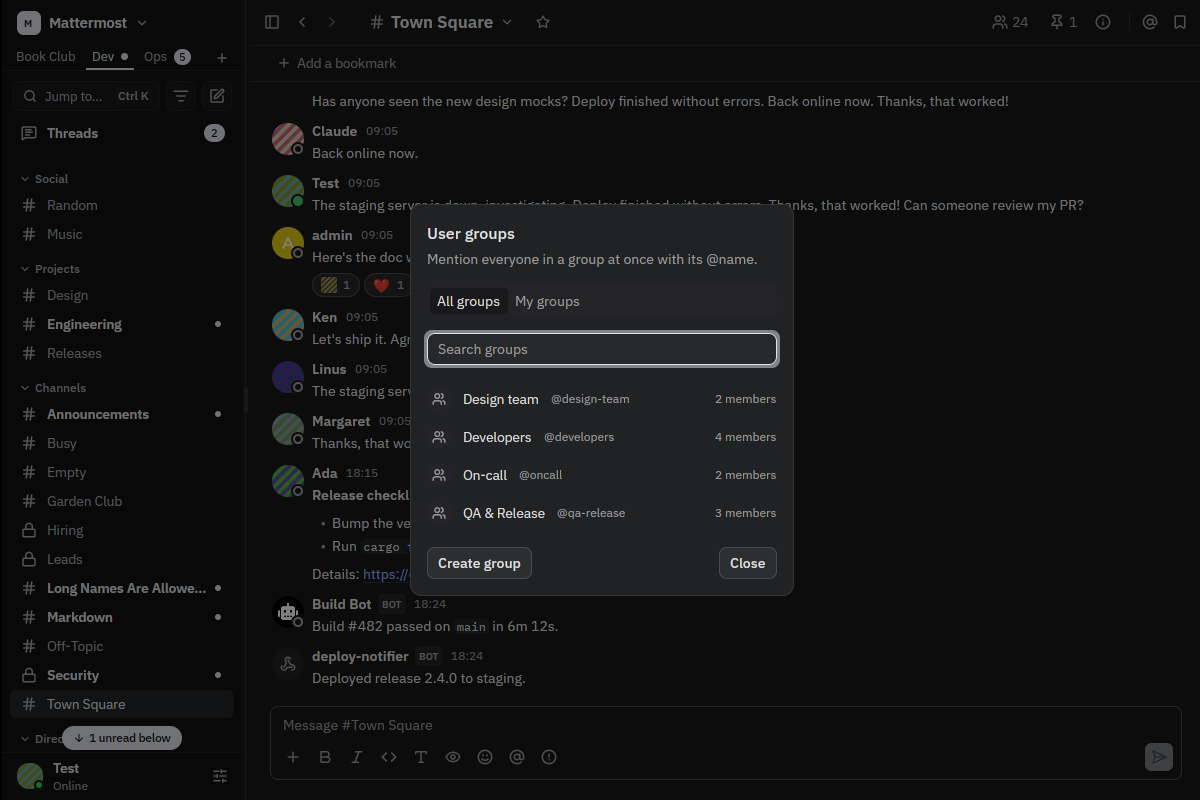 M Mattermost
Book Club Dev Ops 5
Jump to... Ctrl K
Threads 2
Social
Random
Music
Projects
Design
Engineering
Releases
Channels
Announcements
Busy
Empty
Garden Club
Hiring
Leads
Long Names Are Allowe...
Markdown
Off-Topic
Security
Town Square
1 unread below
Test
Online
Town Square
24 1
Add a bookmark
Has anyone seen the new design mocks? Deploy finished without errors. Back online now. Thanks, that worked!
Claude 09:05
Back online now.
Test 09:05
The staging server is down, investigating. Deploy finished without errors. Thanks, that worked! Can someone review my PR?
A admin 09:05
Here's the doc
1 1
Ken 09:05
Let's ship it.
Linus 09:05
The staging
Margaret 09:05
Thanks, that
Ada 18:15
Release
• Bump the
• Run cargo
Details: https://
Build Bot BOT 18:24
Build #482 passed on main in 6m 12s.
deploy-notifier BOT 18:24
Deployed release 2.4.0 to staging.
Message #Town Square
User groups
Mention everyone in a group at once with its @name.
All groups My groups
Search groups
Design team @design-team 2 members
Developers @developers 4 members
On-call @oncall 2 members
QA & Release @qa-release 3 members
Create group Close